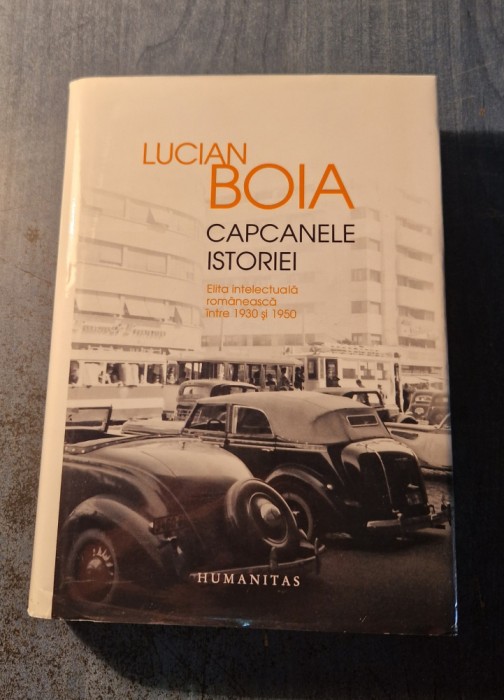 LUCIAN
BOIA
CAPCANELE
ISTORIEI
Elita intelectuală
românească
între 1930 și 1950
HUMANITAS